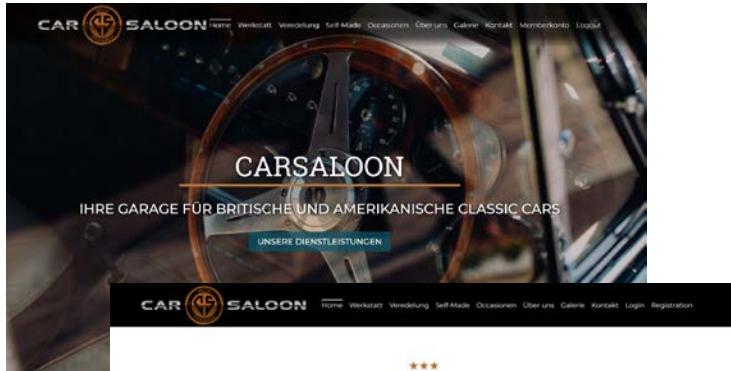 CAR SALOON Home Werkstatt Veredelung Self-Made Occasionen Über uns Galerie Kontakt Memberkonto Logout
CARSALOON
IHRE GARAGE FÜR BRITISCHE UND AMERIKANISCHE CLASSIC CARS
UNSERE DIENSTLEISTUNGEN
CAR SALOON Home Werkstatt Veredelung Self-Made Occasionen Über uns Galerie Kontakt Login Registration